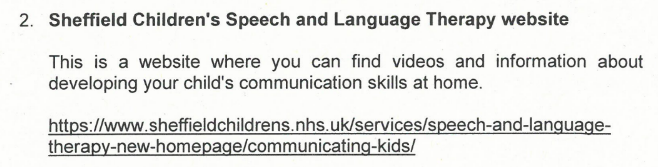 2. Sheffield Children's Speech and Language Therapy website
This is a website where you can find videos and information about
developing your child's communication skills at home.
https://www.sheffieldchildrens.nhs.uk/services/speech-and-language-
therapy-new-homepage/communicating-kids/